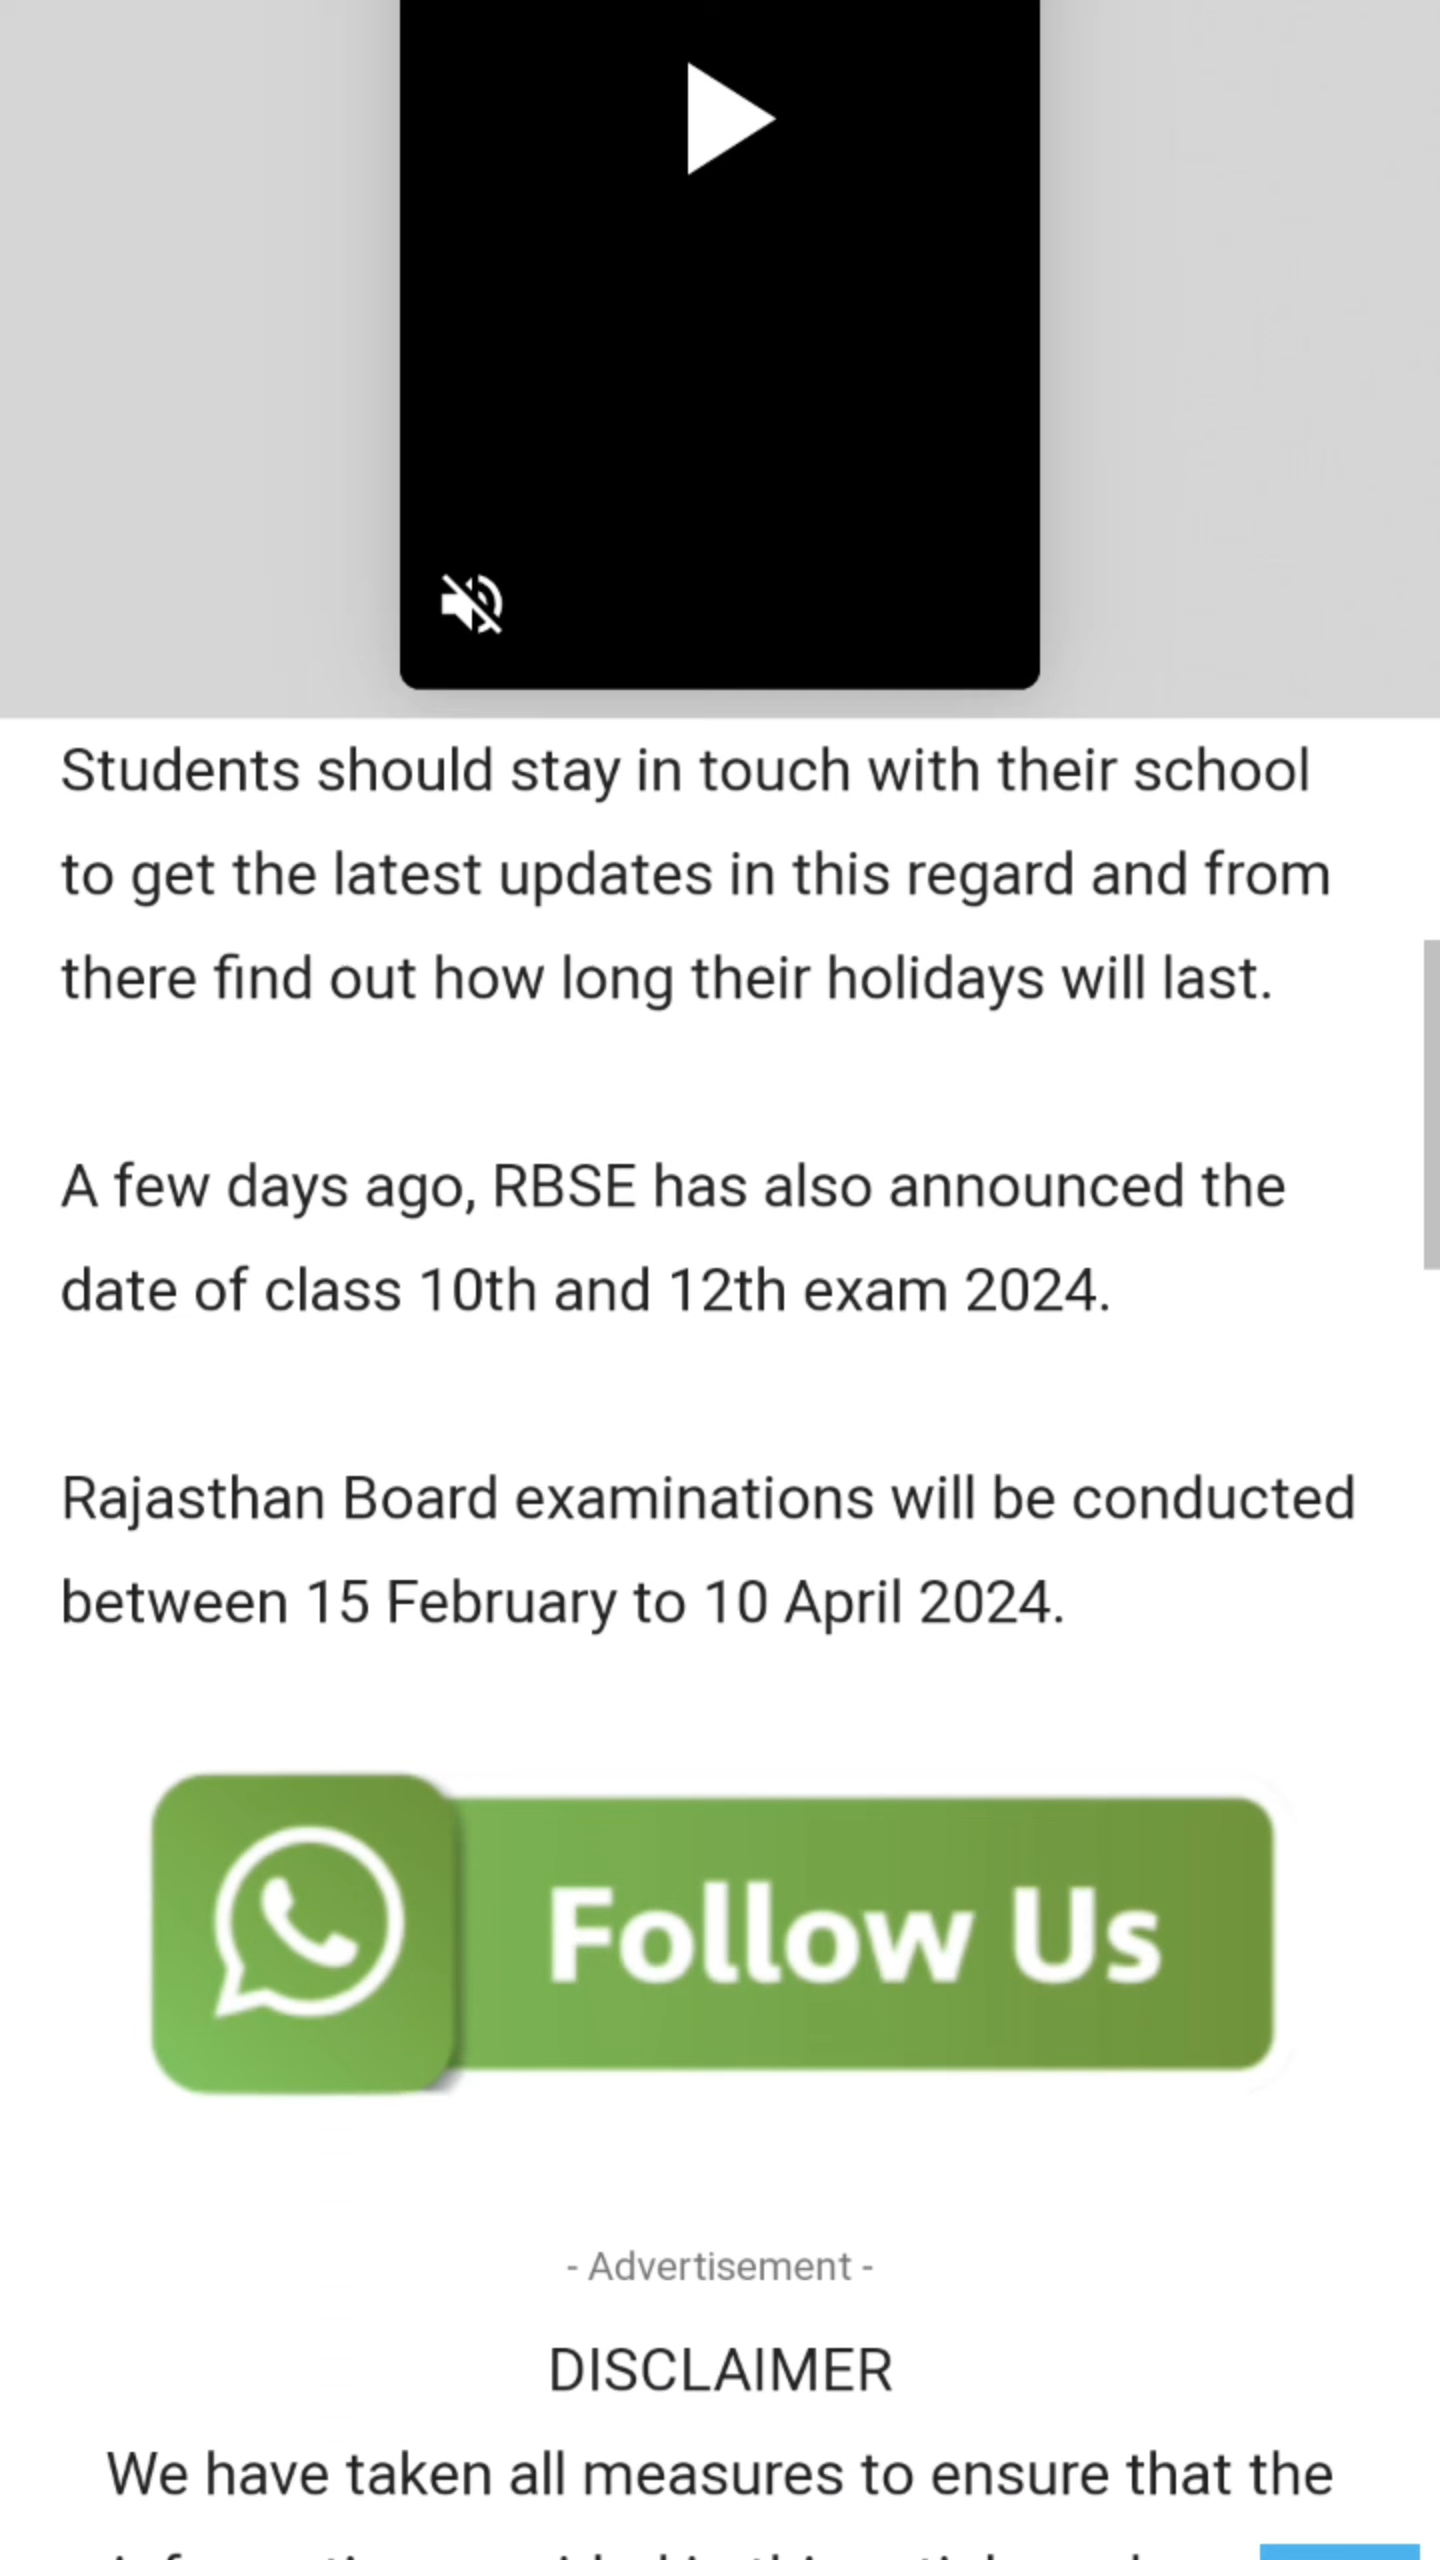 Students should stay in touch with their school
to get the latest updates in this regard and from
there find out how long their holidays will last.
A few days ago, RBSE has also announced the
date of class 10th and 12th exam 2024.
Rajasthan Board examinations will be conducted
between 15 February to 10 April 2024.
Follow Us
- Advertisement -
DISCLAIMER
We have taken all measures to ensure that the